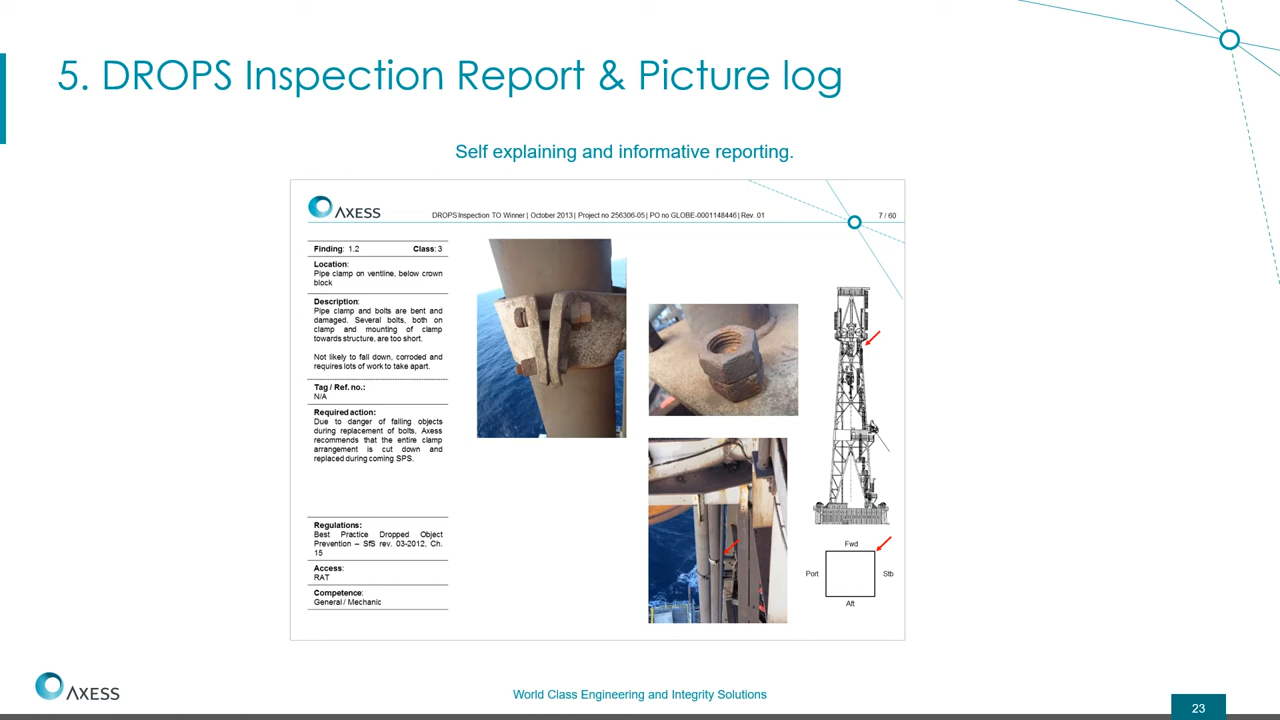 5. DROPS Inspection Report & Picture log
Self explaining and informative reporting.
AXESS
DROPS Inspection TO Winner | October 2013 | Project no 256306-05 | PO no GLOBE-0001148446 | Rev. 01
7 / 60
Finding: 1.2 Class: 3
Location:
Pipe clamp on ventline, below crown
block
Description:
Pipe clamp and bolts are bent and
damaged. Several bolts, both on
clamp and mounting of clamp
towards structure, are too short.
Not likely to fall down, corroded and
requires lots of work to take apart.
Tag / Ref. no.:
N/A
Required action:
Due to danger of falling objects
during replacement of bolts, Axess
recommends that the entire clamp
arrangement is cut down and
replaced during coming SPS.
Regulations:
Best Practice Dropped Object
Prevention – SfS rev. 03-2012, Ch.
15
Access:
RAT
Competence:
General / Mechanic
Fwd
Port
Stb
Aft
AXESS
World Class Engineering and Integrity Solutions
23